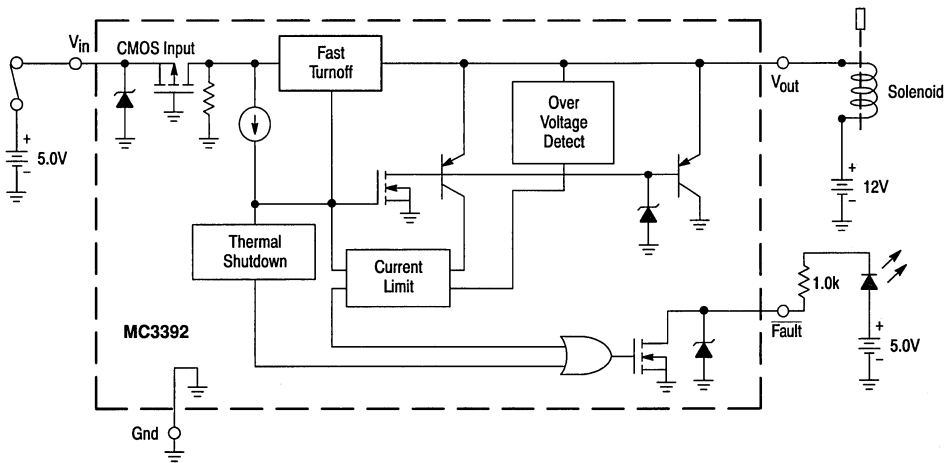 Vin
CMOS Input
Fast
Turnoff
Vout
Solenoid
Over
Voltage
Detect
+
5.0V
-
+
12V
-
Thermal
Shutdown
Current
Limit
1.0k
MC3392
Fault
+
5.0V
-
Gnd